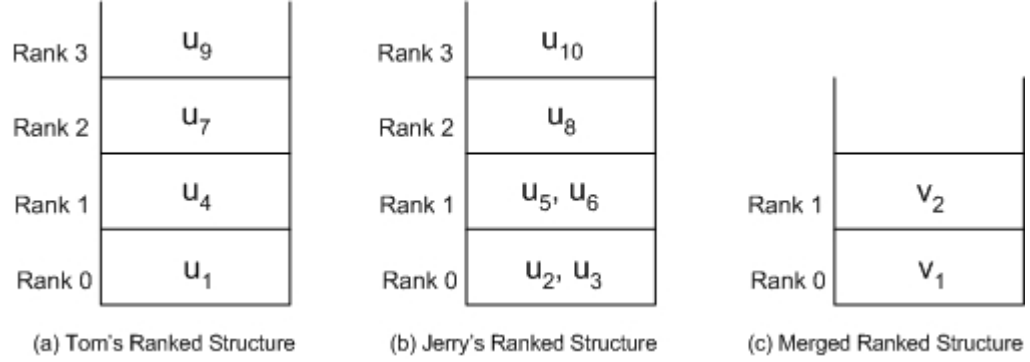 Rank 3 u₉
Rank 2 u₇
Rank 1 u₄
Rank 0 u₁
(a) Tom's Ranked Structure
Rank 3 u₁₀
Rank 2 u₈
Rank 1 u₅, u₆
Rank 0 u₂, u₃
(b) Jerry's Ranked Structure
Rank 1 v₂
Rank 0 v₁
(c) Merged Ranked Structure